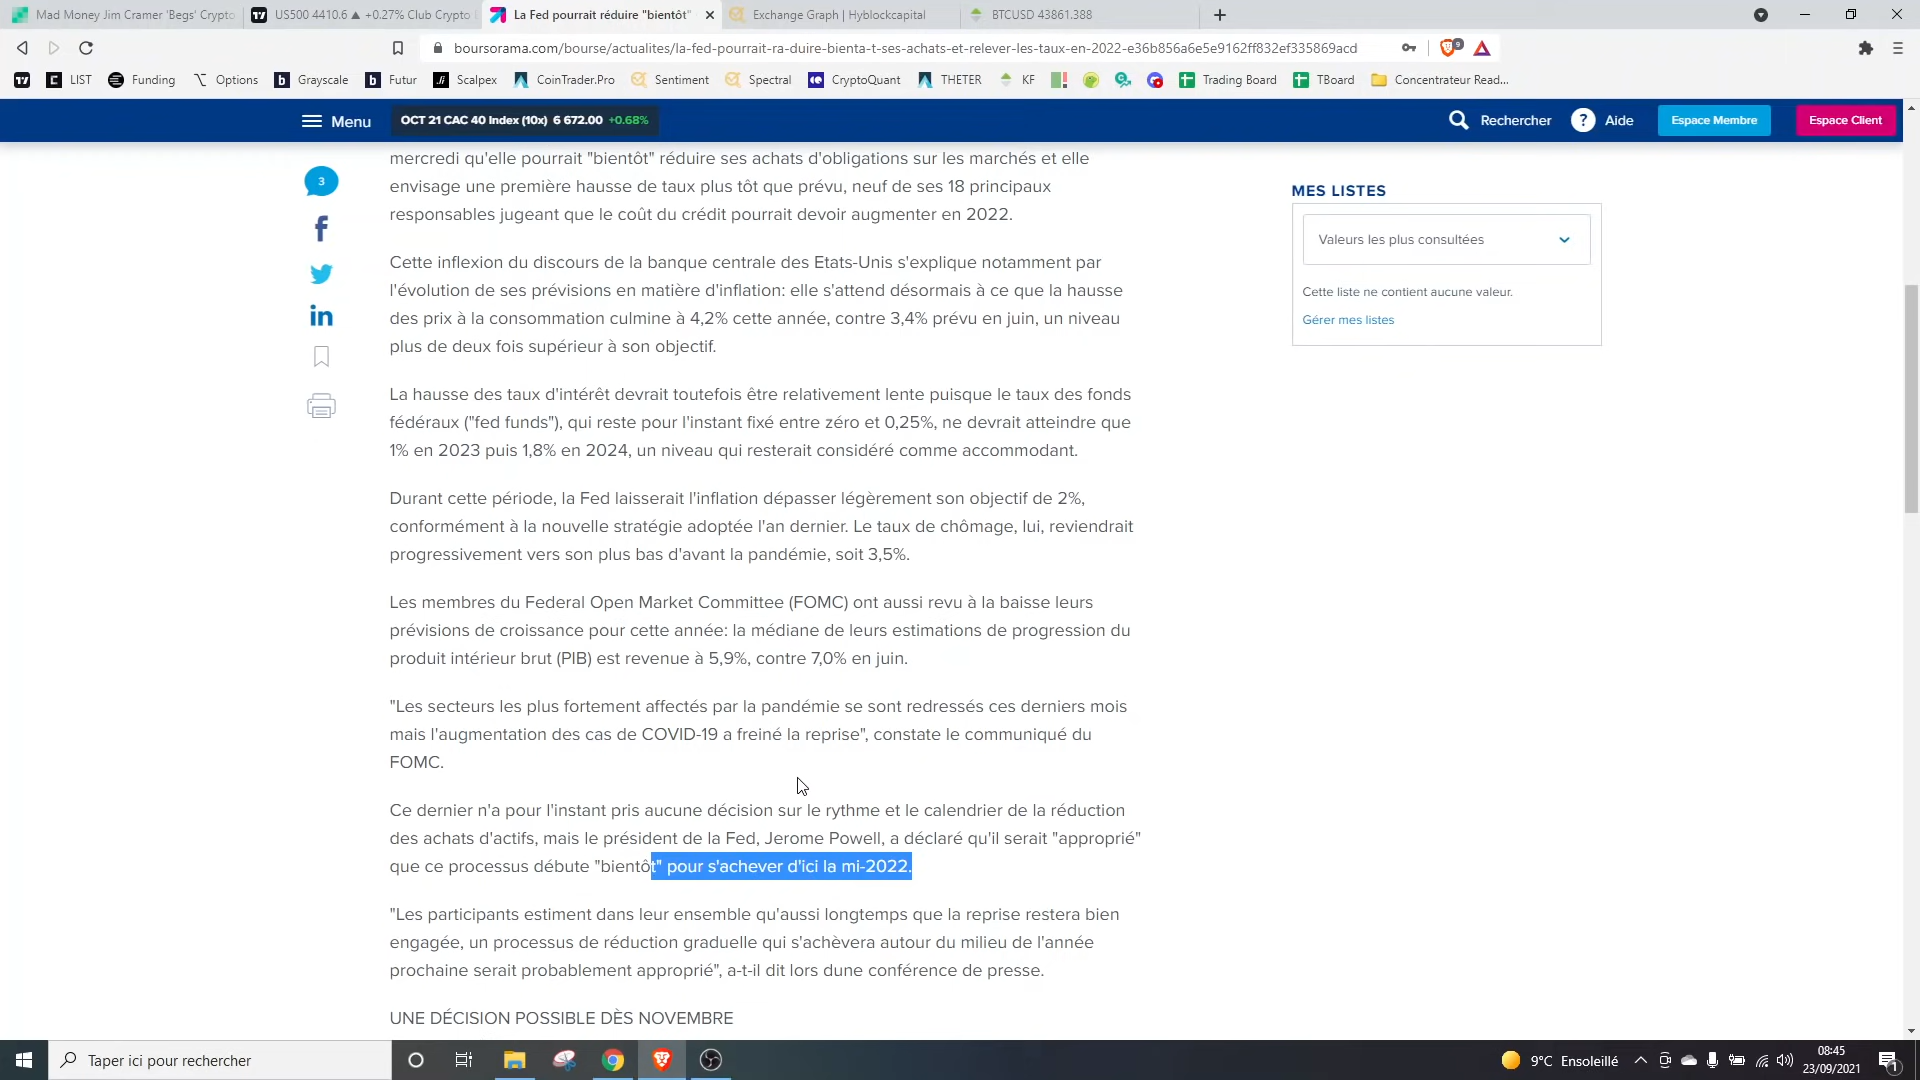 Mad Money Jim Cramer 'Begs' Crypto
US500 4410.6 ▲ +0.27% Club Crypto
La Fed pourrait réduire "bientôt"
Exchange Graph | Hyblockcapital
BTCUSD 43861.388
boursorama.com/bourse/actualites/la-fed-pourrait-ra-duire-bienta-t-ses-achats-et-relever-les-taux-en-2022-e36b856a6e5e9162ff832ef335869acd
9
LIST
Funding
Options
Grayscale
Futur
Scalpex
CoinTrader.Pro
Sentiment
Spectral
CryptoQuant
THETER
KF
Trading Board
TBoard
Concentrateur Read...
Menu
OCT 21 CAC 40 Index (10x) 6 672.00 +0.68%
Rechercher
? Aide
Espace Membre
Espace Client
3
mercredi qu'elle pourrait "bientôt" réduire ses achats d'obligations sur les marchés et elle
envisage une première hausse de taux plus tôt que prévu, neuf de ses 18 principaux
responsables jugeant que le coût du crédit pourrait devoir augmenter en 2022.
Cette inflexion du discours de la banque centrale des Etats-Unis s'explique notamment par
l'évolution de ses prévisions en matière d'inflation: elle s'attend désormais à ce que la hausse
des prix à la consommation culmine à 4,2% cette année, contre 3,4% prévu en juin, un niveau
plus de deux fois supérieur à son objectif.
La hausse des taux d'intérêt devrait toutefois être relativement lente puisque le taux des fonds
fédéraux ("fed funds"), qui reste pour l'instant fixé entre zéro et 0,25%, ne devrait atteindre que
1% en 2023 puis 1,8% en 2024, un niveau qui resterait considéré comme accommodant.
Durant cette période, la Fed laisserait l'inflation dépasser légèrement son objectif de 2%,
conformément à la nouvelle stratégie adoptée l'an dernier. Le taux de chômage, lui, reviendrait
progressivement vers son plus bas d'avant la pandémie, soit 3,5%.
Les membres du Federal Open Market Committee (FOMC) ont aussi revu à la baisse leurs
prévisions de croissance pour cette année: la médiane de leurs estimations de progression du
produit intérieur brut (PIB) est revenue à 5,9%, contre 7,0% en juin.
"Les secteurs les plus fortement affectés par la pandémie se sont redressés ces derniers mois
mais l'augmentation des cas de COVID-19 a freiné la reprise", constate le communiqué du
FOMC.
Ce dernier n'a pour l'instant pris aucune décision sur le rythme et le calendrier de la réduction
des achats d'actifs, mais le président de la Fed, Jerome Powell, a déclaré qu'il serait "approprié"
que ce processus débute "bientôt" pour s'achever d'ici la mi-2022.
"Les participants estiment dans leur ensemble qu'aussi longtemps que la reprise restera bien
engagée, un processus de réduction graduelle qui s'achèvera autour du milieu de l'année
prochaine serait probablement approprié", a-t-il dit lors dune conférence de presse.
UNE DÉCISION POSSIBLE DÈS NOVEMBRE
MES LISTES
Valeurs les plus consultées
Cette liste ne contient aucune valeur.
Gérer mes listes
Taper ici pour rechercher
9°C Ensoleillé
08:45
23/09/2021
1